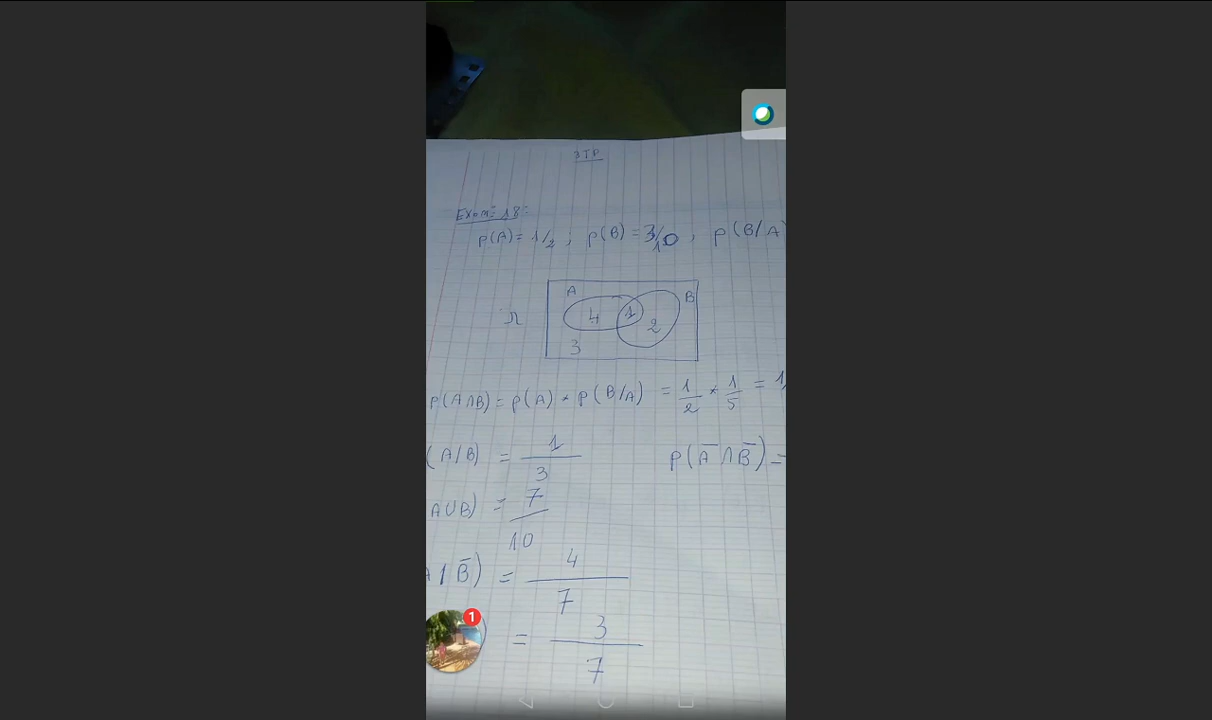 3TP
Exo n= 18:
p(A)= 1/2 ; p(B) = 3/10 , p(B/A)
A
B
Ω
4 1 2
3
p(A∩B) = p(A) * p(B/A) = 1/2 * 1/5 = 1/
(A/B) = 1/3 p(A̅ ∩ B̅) =
A∪B) = 7/10
/ B̅) = 4/7
1
) = 3/7